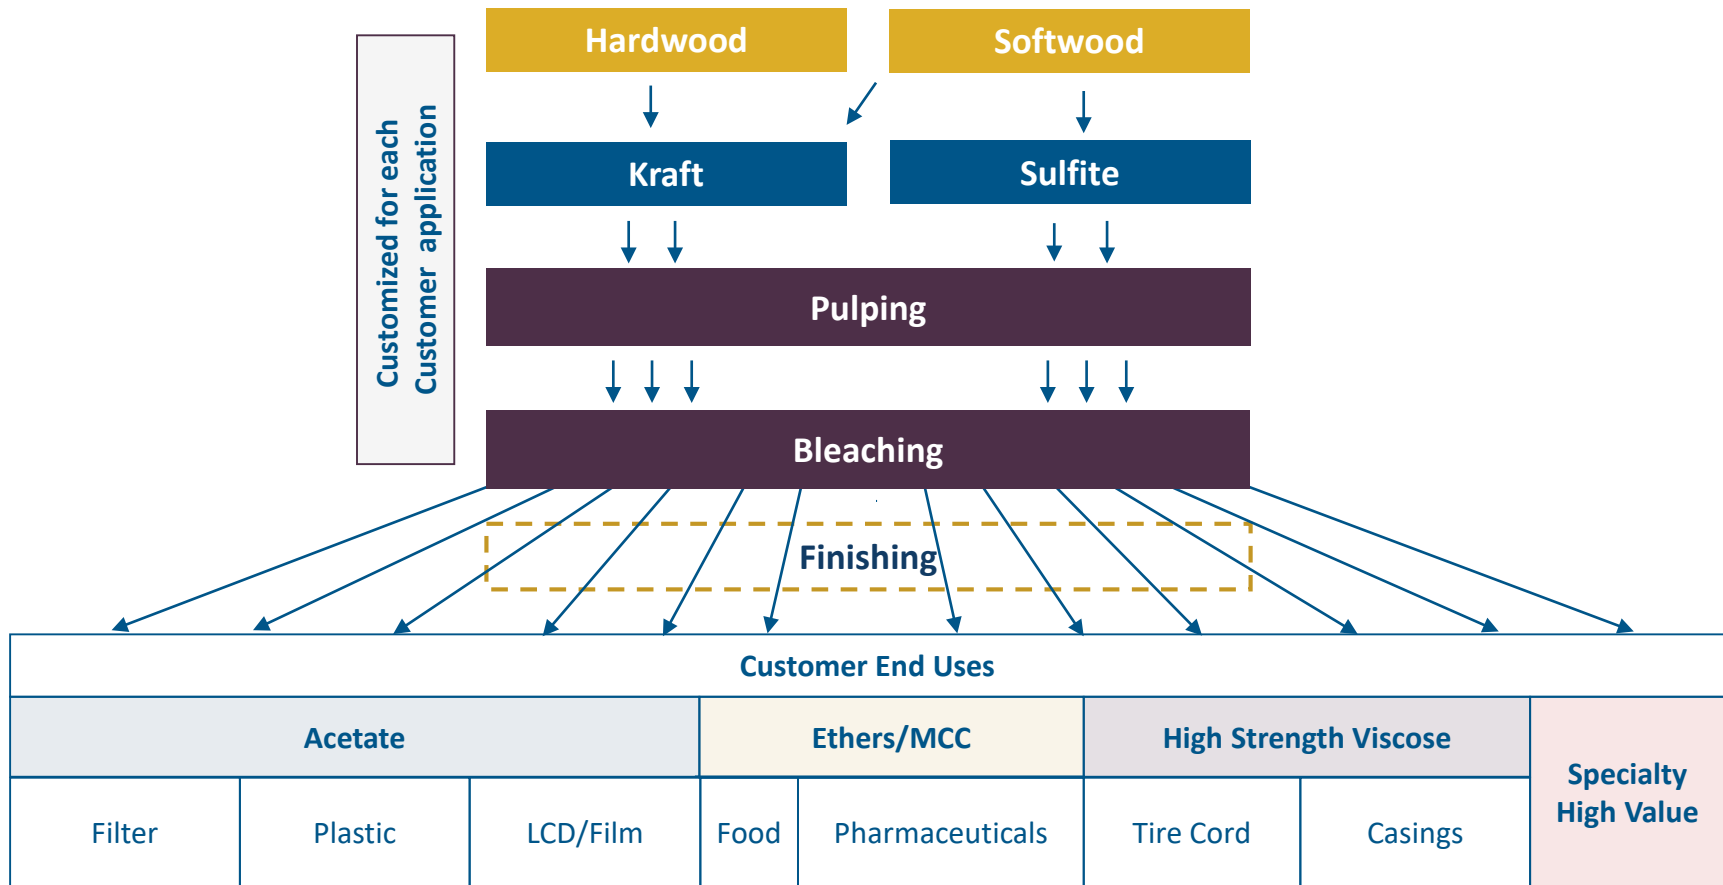 Hardwood
Softwood
Customized for each
Customer application
Kraft
Sulfite
Pulping
Bleaching
Finishing
Customer End Uses
Acetate
Ethers/MCC
High Strength Viscose
Specialty
High Value
Filter
Plastic
LCD/Film
Food
Pharmaceuticals
Tire Cord
Casings